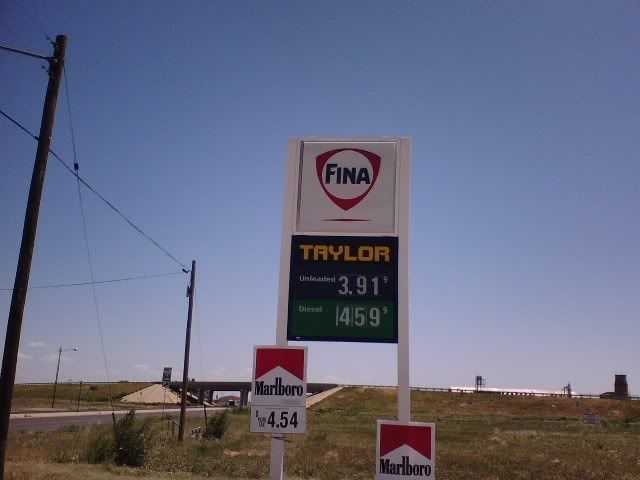 FINA
TAYLOR
Unleaded 3.91 9
Diesel 4 59 9
Marlboro
$ 4.54
Marlboro